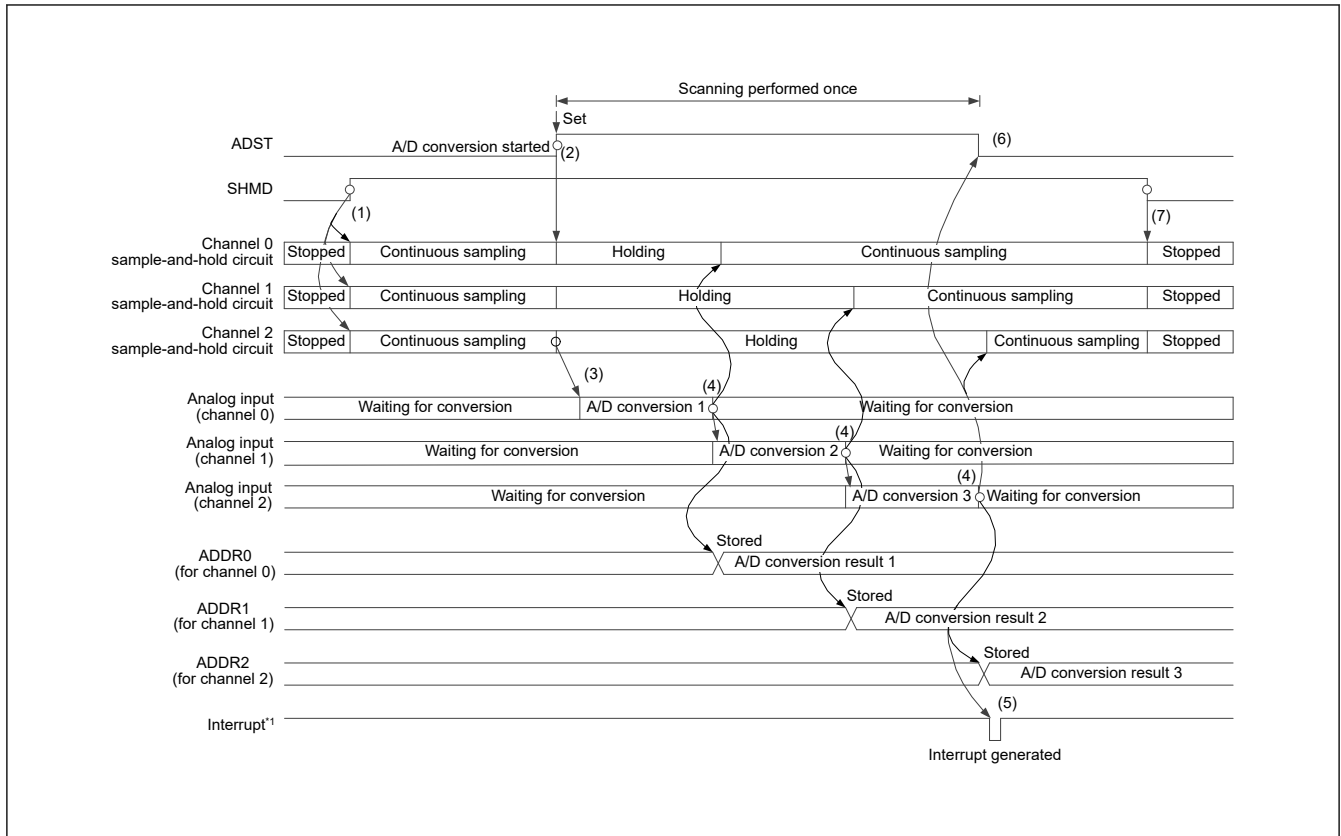 Scanning performed once
Set
ADST
A/D conversion started
(2)
(6)
SHMD
(1)
(7)
Channel 0
sample-and-hold circuit
Stopped
Continuous sampling
Holding
Continuous sampling
Stopped
Channel 1
sample-and-hold circuit
Stopped
Continuous sampling
Holding
Continuous sampling
Stopped
Channel 2
sample-and-hold circuit
Stopped
Continuous sampling
Holding
Continuous sampling
Stopped
(3)
(4)
Analog input
(channel 0)
Waiting for conversion
A/D conversion 1
Waiting for conversion
(4)
Analog input
(channel 1)
Waiting for conversion
A/D conversion 2
Waiting for conversion
(4)
Analog input
(channel 2)
Waiting for conversion
A/D conversion 3
Waiting for conversion
Stored
ADDR0
(for channel 0)
A/D conversion result 1
Stored
ADDR1
(for channel 1)
A/D conversion result 2
Stored
ADDR2
(for channel 2)
A/D conversion result 3
(5)
Interrupt*1
Interrupt generated